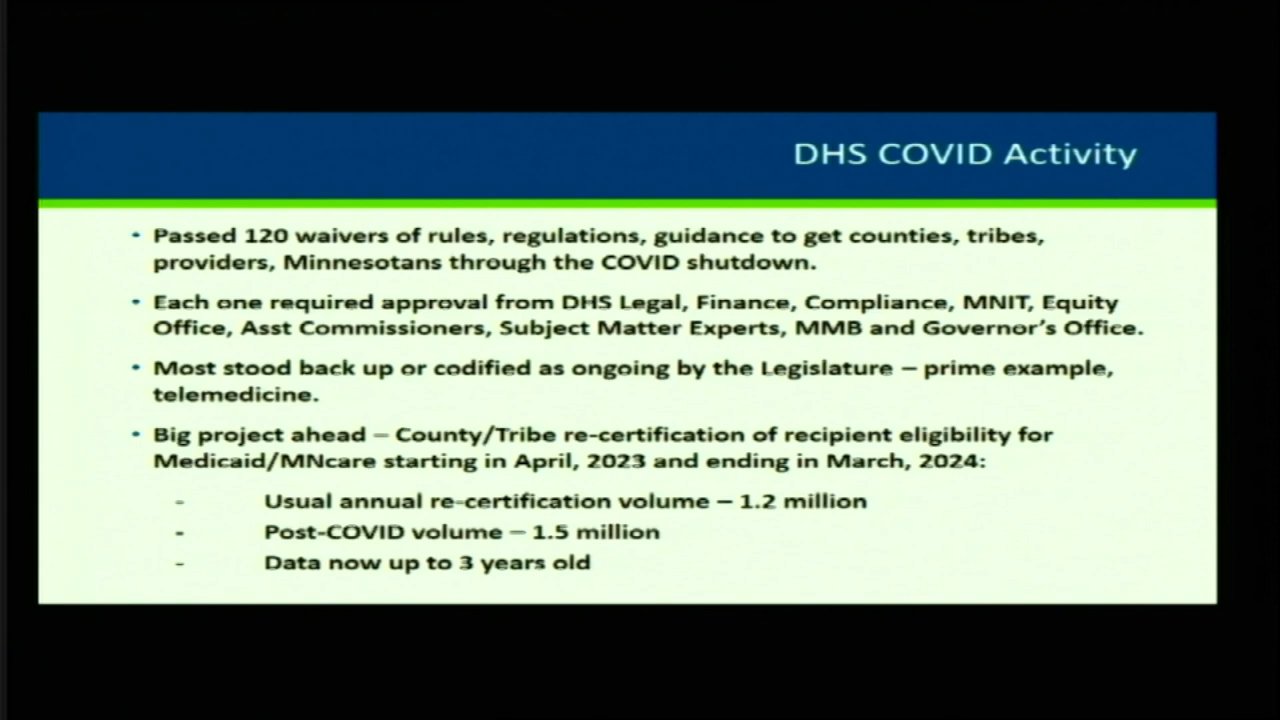 DHS COVID Activity
• Passed 120 waivers of rules, regulations, guidance to get counties, tribes,
providers, Minnesotans through the COVID shutdown.
• Each one required approval from DHS Legal, Finance, Compliance, MNIT, Equity
Office, Asst Commissioners, Subject Matter Experts, MMB and Governor's Office.
• Most stood back up or codified as ongoing by the Legislature – prime example,
telemedicine.
• Big project ahead – County/Tribe re-certification of recipient eligibility for
Medicaid/MNcare starting in April, 2023 and ending in March, 2024:
- Usual annual re-certification volume – 1.2 million
- Post-COVID volume – 1.5 million
- Data now up to 3 years old